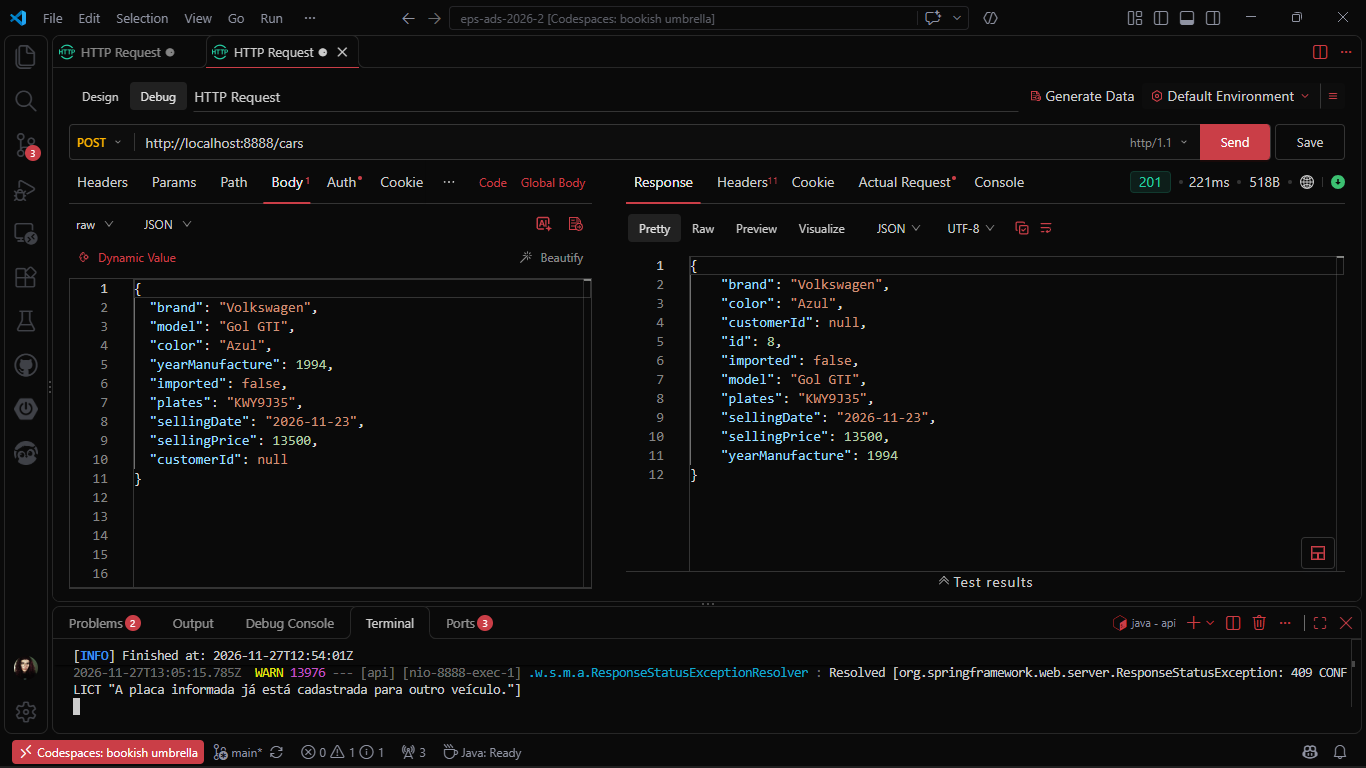 File Edit Selection View Go Run ··· eps-ads-2026-2 [Codespaces: bookish umbrella]
HTTP HTTP Request HTTP HTTP Request
Design Debug HTTP Request Generate Data Default Environment
POST http://localhost:8888/cars http/1.1 Send Save
Headers Params Path Body 1 Auth Cookie ··· Code Global Body
raw JSON
AI
Dynamic Value Beautify
1 {
2 "brand": "Volkswagen",
3 "model": "Gol GTI",
4 "color": "Azul",
5 "yearManufacture": 1994,
6 "imported": false,
7 "plates": "KWY9J35",
8 "sellingDate": "2026-11-23",
9 "sellingPrice": 13500,
10 "customerId": null
11 }
12
13
14
15
16
Response Headers 11 Cookie Actual Request Console 201 221ms 518B
Pretty Raw Preview Visualize JSON UTF-8
1 {
2 "brand": "Volkswagen",
3 "color": "Azul",
4 "customerId": null,
5 "id": 8,
6 "imported": false,
7 "model": "Gol GTI",
8 "plates": "KWY9J35",
9 "sellingDate": "2026-11-23",
10 "sellingPrice": 13500,
11 "yearManufacture": 1994
12 }
Test results
3
Problems 2 Output Debug Console Terminal Ports 3 java - api
[INFO] Finished at: 2026-11-27T12:54:01Z
2026-11-27T13:05:15.785Z WARN 13976 --- [api] [nio-8888-exec-1] .w.s.m.a.ResponseStatusExceptionResolver : Resolved [org.springframework.web.server.ResponseStatusException: 409 CONF
LICT "A placa informada já está cadastrada para outro veículo."]
Codespaces: bookish umbrella main* 0 1 1 3 Java: Ready